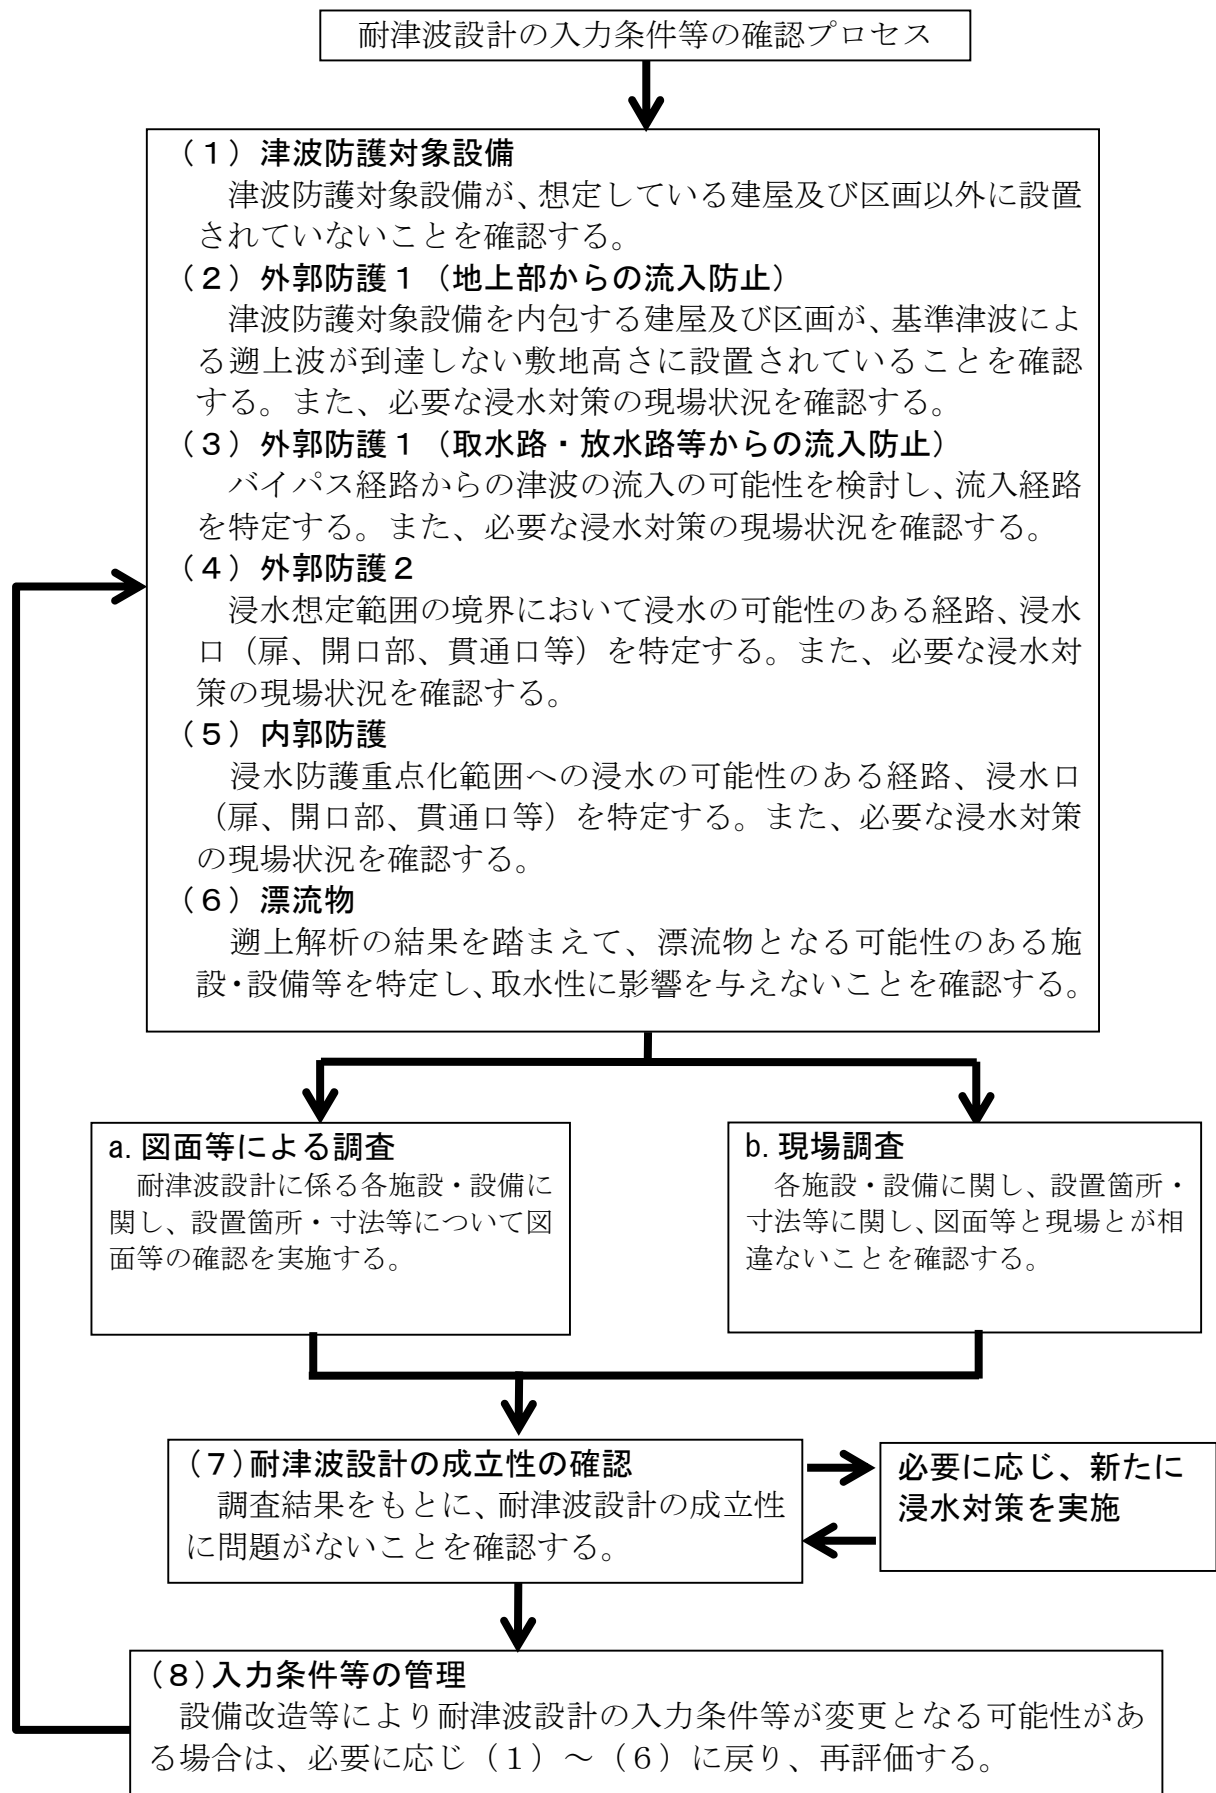 耐津波設計の入力条件等の確認プロセス
（１）津波防護対象設備
津波防護対象設備が、想定している建屋及び区画以外に設置
されていないことを確認する。
（２）外郭防護１（地上部からの流入防止）
津波防護対象設備を内包する建屋及び区画が、基準津波によ
る遡上波が到達しない敷地高さに設置されていることを確認
する。また、必要な浸水対策の現場状況を確認する。
（３）外郭防護１（取水路・放水路等からの流入防止）
バイパス経路からの津波の流入の可能性を検討し、流入経路
を特定する。また、必要な浸水対策の現場状況を確認する。
（４）外郭防護２
浸水想定範囲の境界において浸水の可能性のある経路、浸水
口（扉、開口部、貫通口等）を特定する。また、必要な浸水対
策の現場状況を確認する。
（５）内郭防護
浸水防護重点化範囲への浸水の可能性のある経路、浸水口
（扉、開口部、貫通口等）を特定する。また、必要な浸水対策
の現場状況を確認する。
（６）漂流物
遡上解析の結果を踏まえて、漂流物となる可能性のある施
設・設備等を特定し、取水性に影響を与えないことを確認する。
a.図面等による調査
耐津波設計に係る各施設・設備に
関し、設置箇所・寸法等について図
面等の確認を実施する。
b.現場調査
各施設・設備に関し、設置箇所・
寸法等に関し、図面等と現場とが相
違ないことを確認する。
（７）耐津波設計の成立性の確認
調査結果をもとに、耐津波設計の成立性
に問題がないことを確認する。
必要に応じ、新たに
浸水対策を実施
（８）入力条件等の管理
設備改造等により耐津波設計の入力条件等が変更となる可能性があ
る場合は、必要に応じ（１）～（６）に戻り、再評価する。